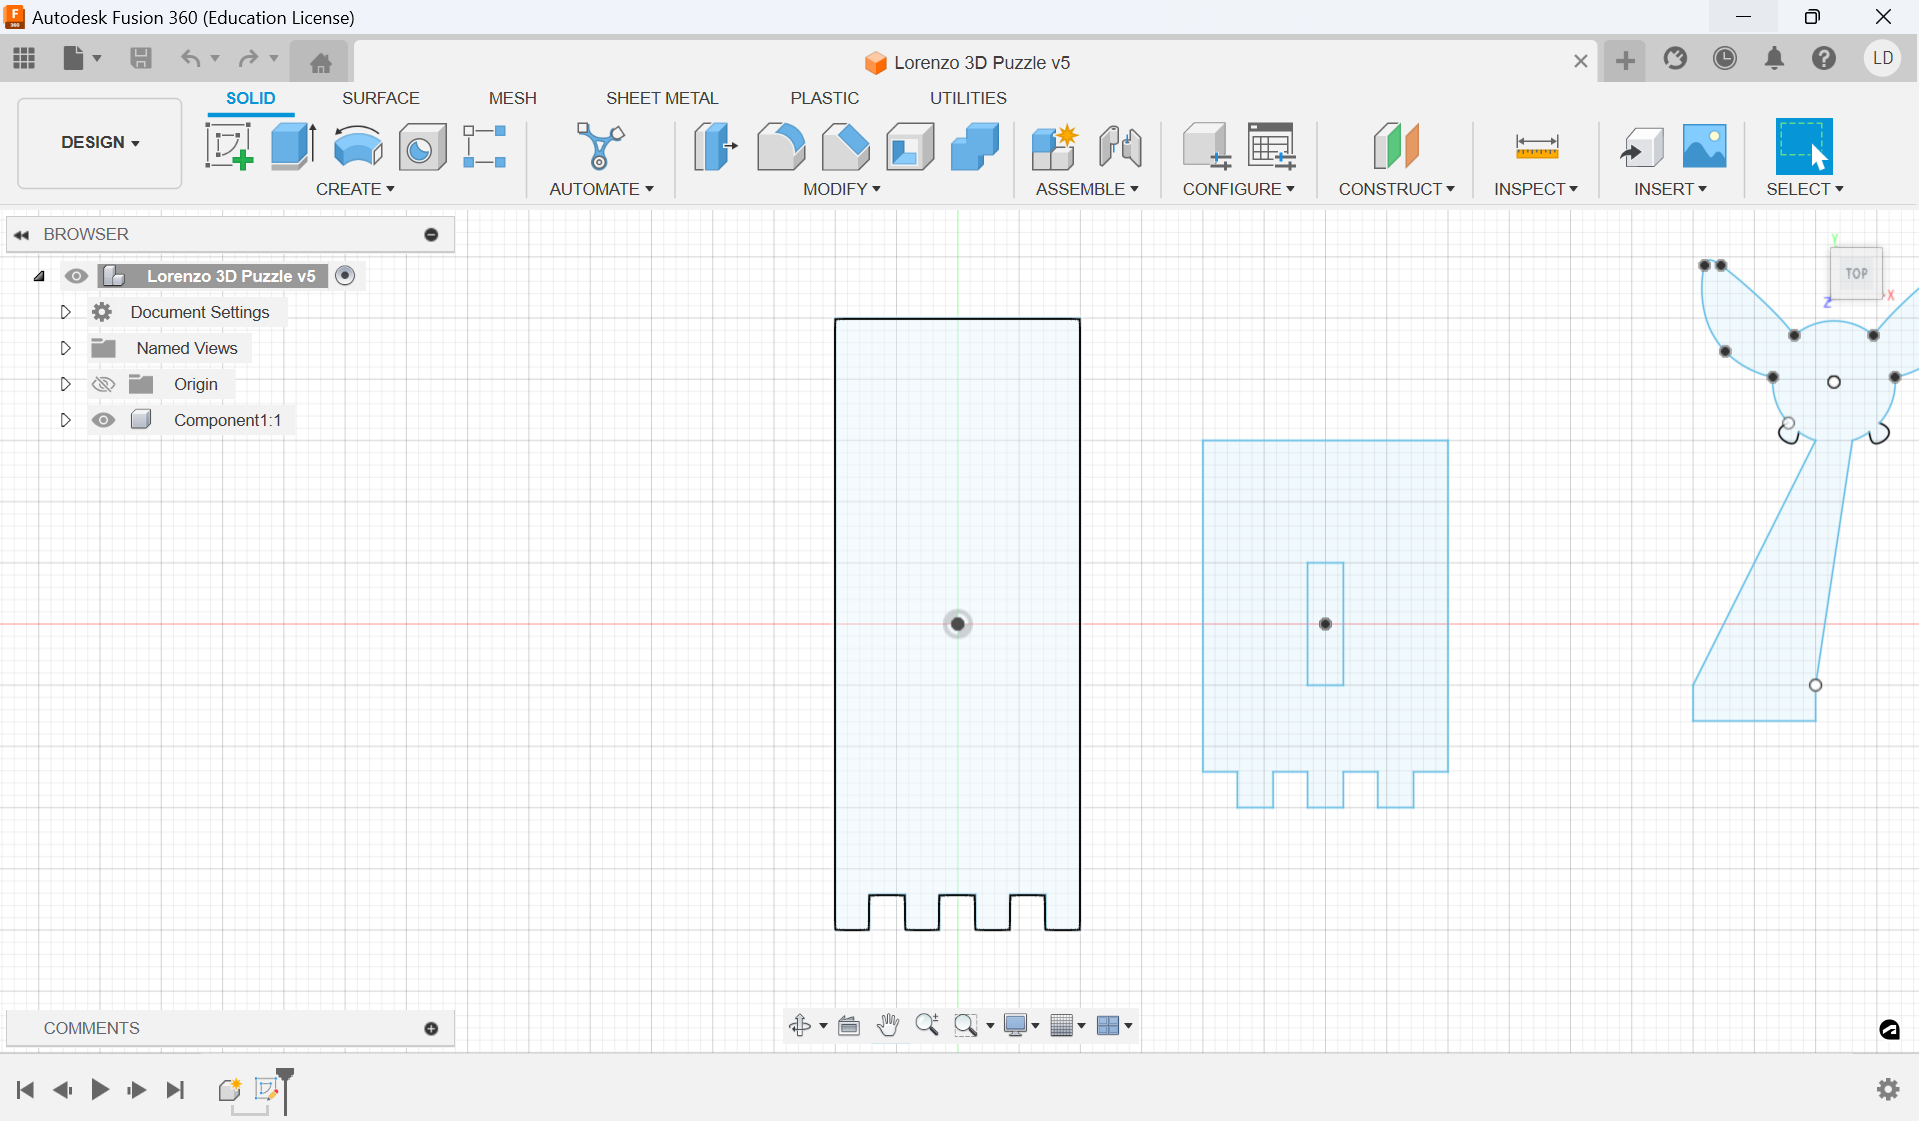 Autodesk Fusion 360 (Education License)
Lorenzo 3D Puzzle v5
LD
DESIGN
SOLID
SURFACE
MESH
SHEET METAL
PLASTIC
UTILITIES
CREATE
AUTOMATE
MODIFY
ASSEMBLE
CONFIGURE
CONSTRUCT
INSPECT
INSERT
SELECT
BROWSER
Lorenzo 3D Puzzle v5
Document Settings
Named Views
Origin
Component1:1
Y
TOP
X
Z
COMMENTS